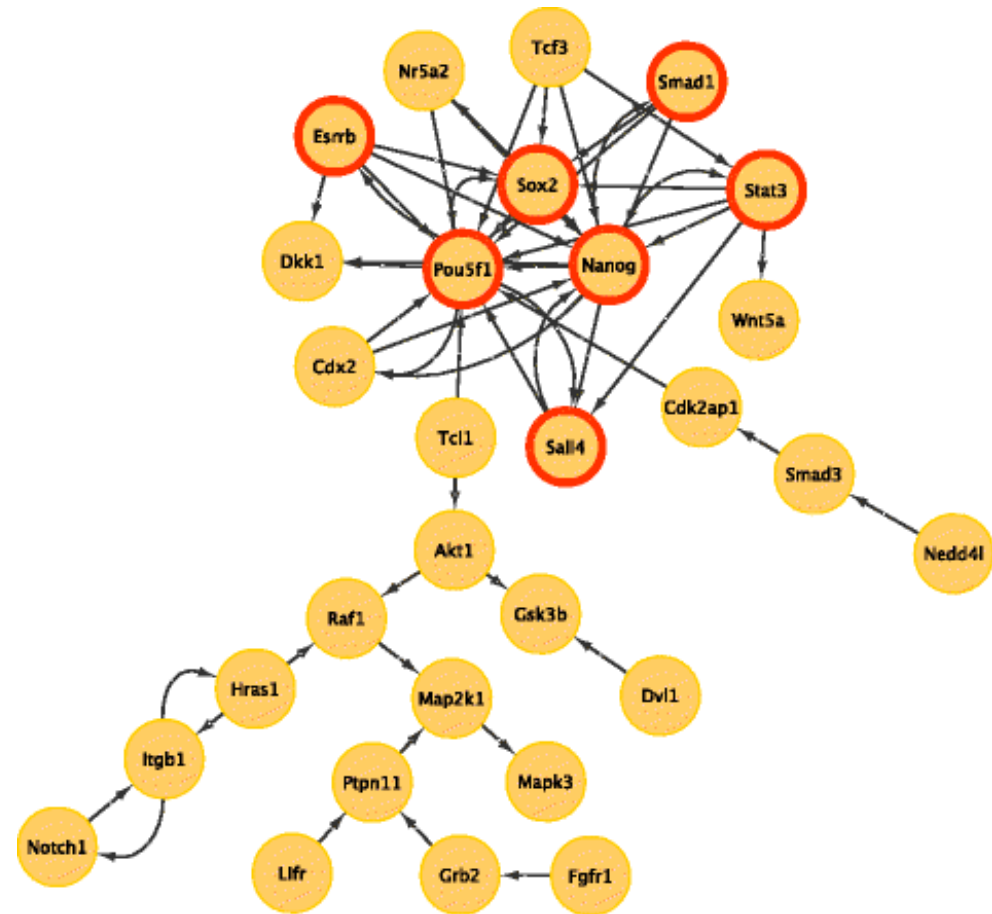 Tcf3
Nr5a2
Smad1
Esrrb
Sox2
Stat3
Dkk1
Pou5f1
Nanog
Wnt5a
Cdx2
Cdk2ap1
Tcl1
Sall4
Smad3
Akt1
Nedd4l
Raf1
Gsk3b
Hras1
Map2k1
Dvl1
Itgb1
Ptpn11
Mapk3
Notch1
Lifr
Grb2
Fgfr1